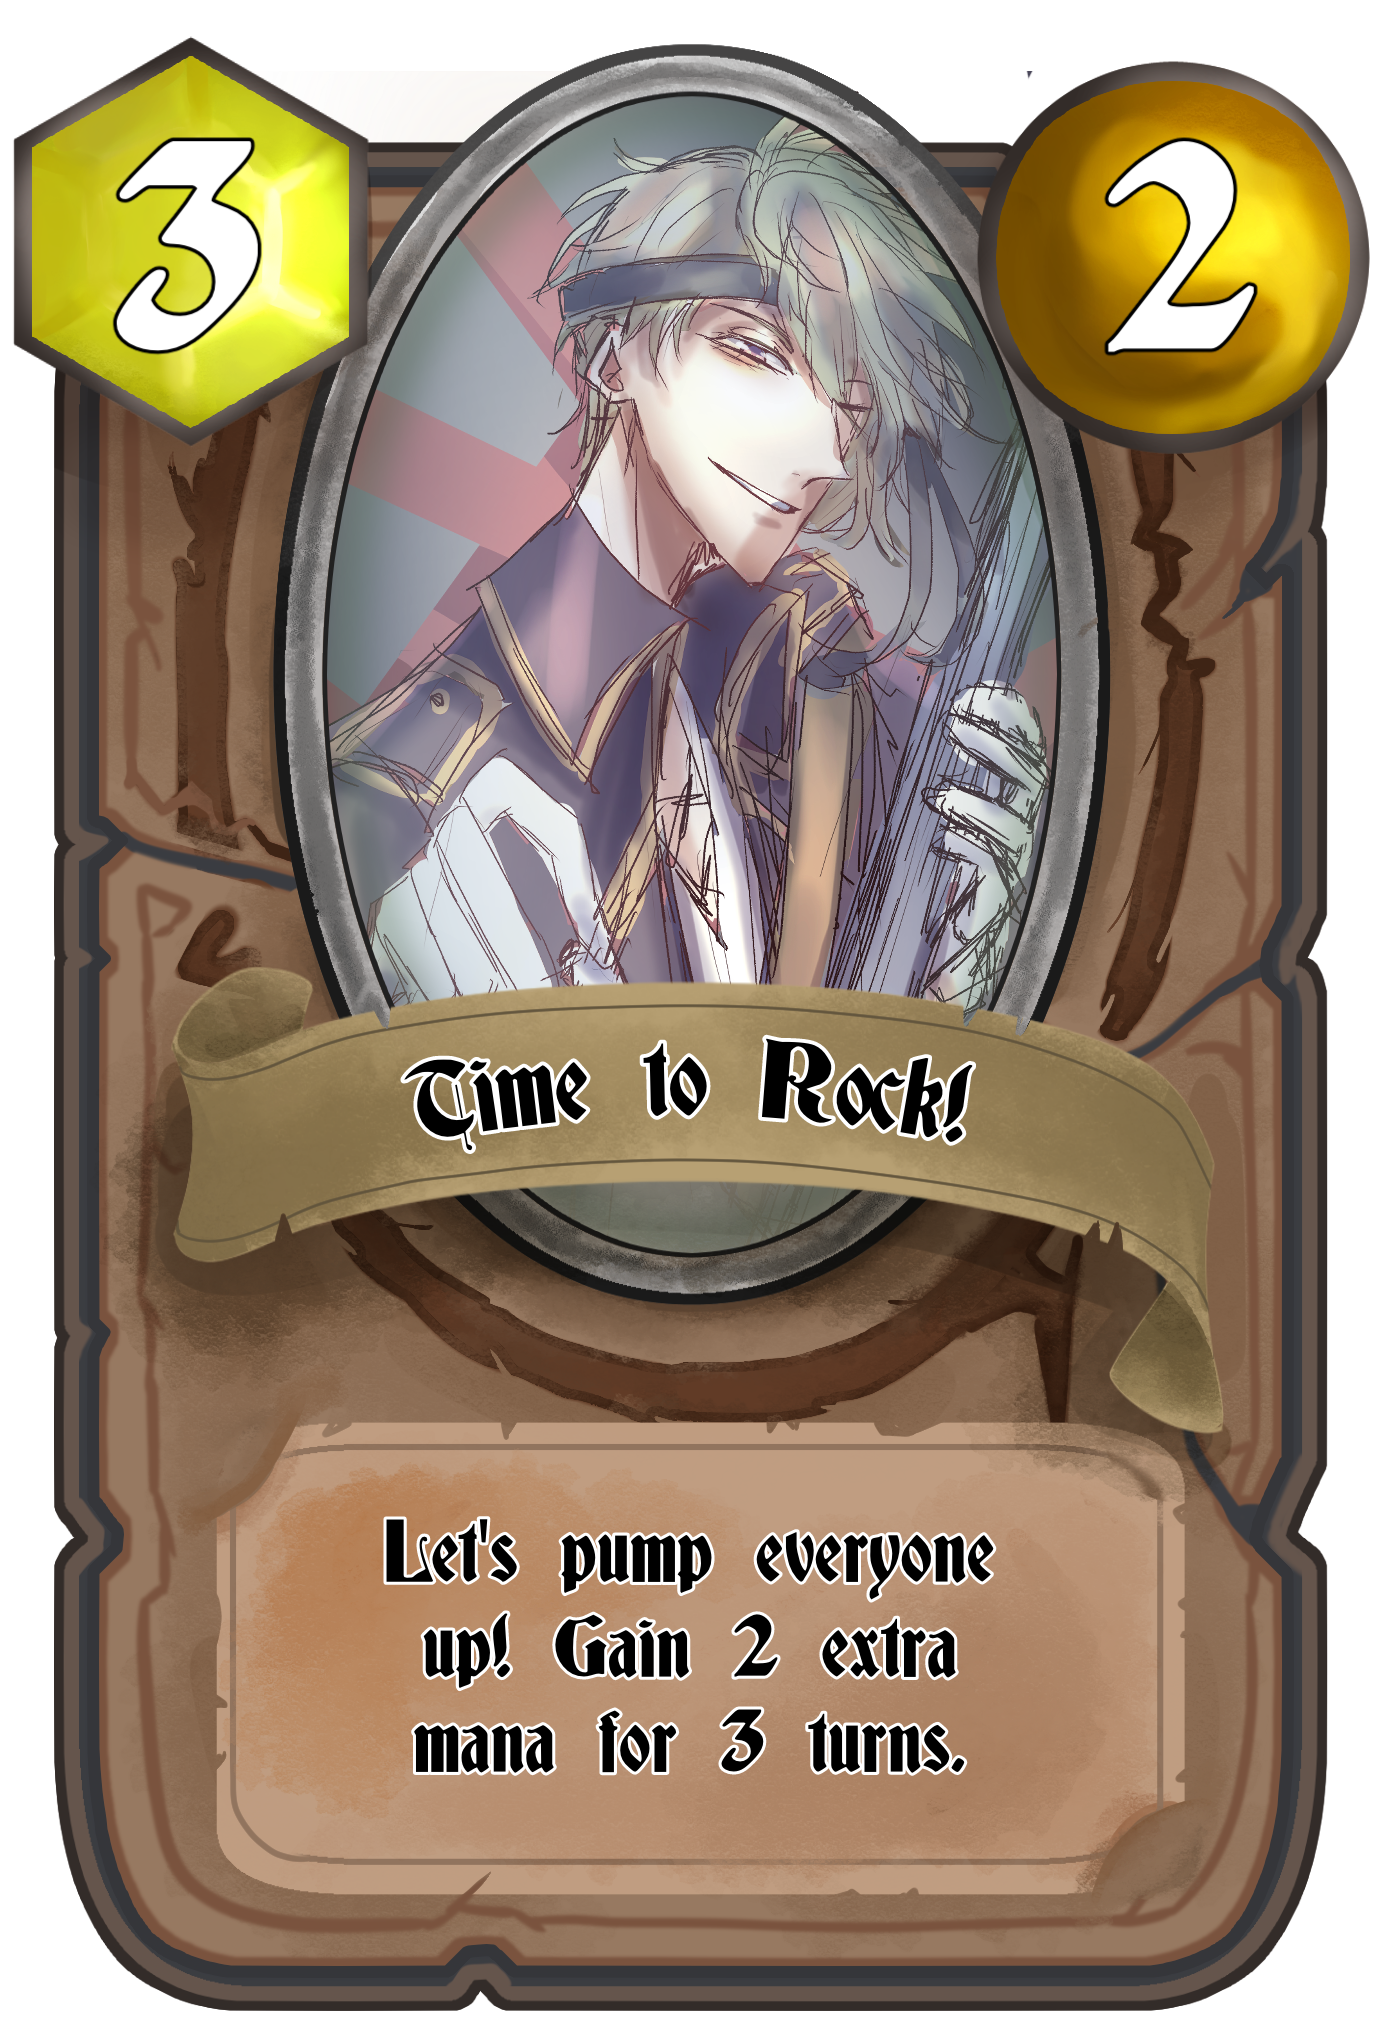 3
2
Time to Rock!
Let's pump everyone
up! Gain 2 extra
mana for 3 turns.